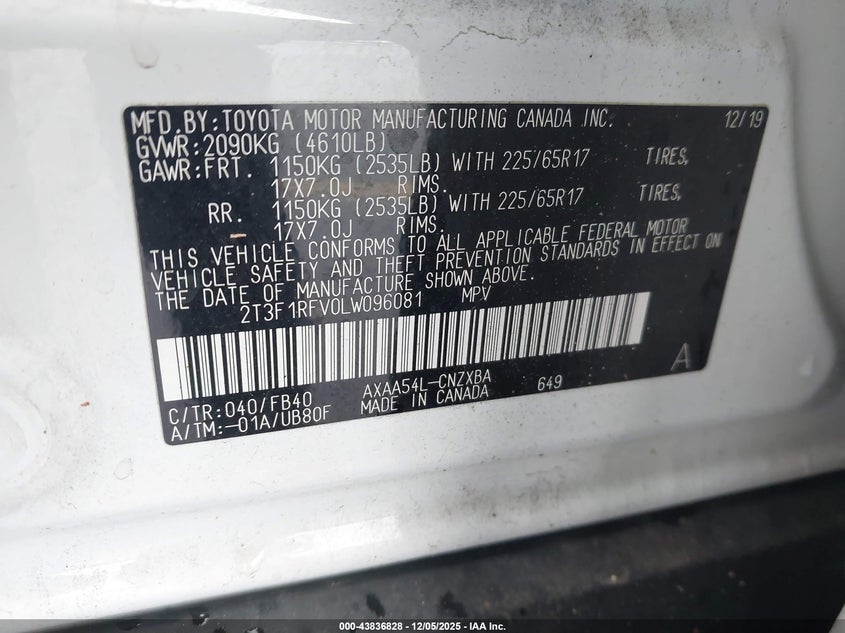 MFD.BY:TOYOTA MOTOR MANUFACTURING CANADA INC. 12/19
GVWR:2090KG (4610LB)
GAWR:FRT. 1150KG (2535LB) WITH 225/65R17 TIRES,
17X7.0J RIMS.
RR. 1150KG (2535LB) WITH 225/65R17 TIRES,
17X7.0J RIMS.
THIS VEHICLE CONFORMS TO ALL APPLICABLE FEDERAL MOTOR
VEHICLE SAFETY AND THEFT PREVENTION STANDARDS IN EFFECT ON
THE DATE OF MANUFACTURE SHOWN ABOVE.
2T3F1RFV0LW096081 MPV
A
C/TR:040/FB40 AXAA54L-CNZXBA 649
A/TM:-01A/UB80F MADE IN CANADA
000-43836828 - 12/05/2025 - IAA Inc.